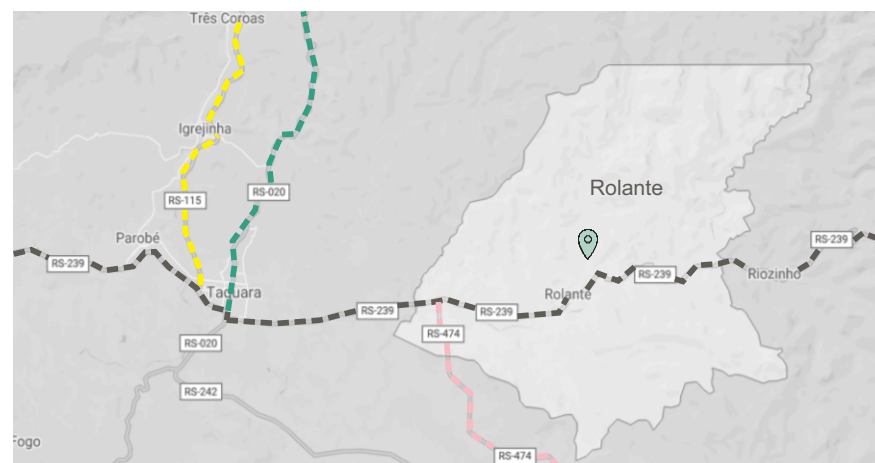 Três Coroas
Igrejinha
Rolante
RS-115
RS-020
Parobé
RS-239
RS-239
RS-239
Riozinho
Taquara
Rolante
RS-239
RS-239
RS-474
RS-020
RS-242
Fogo
RS-474